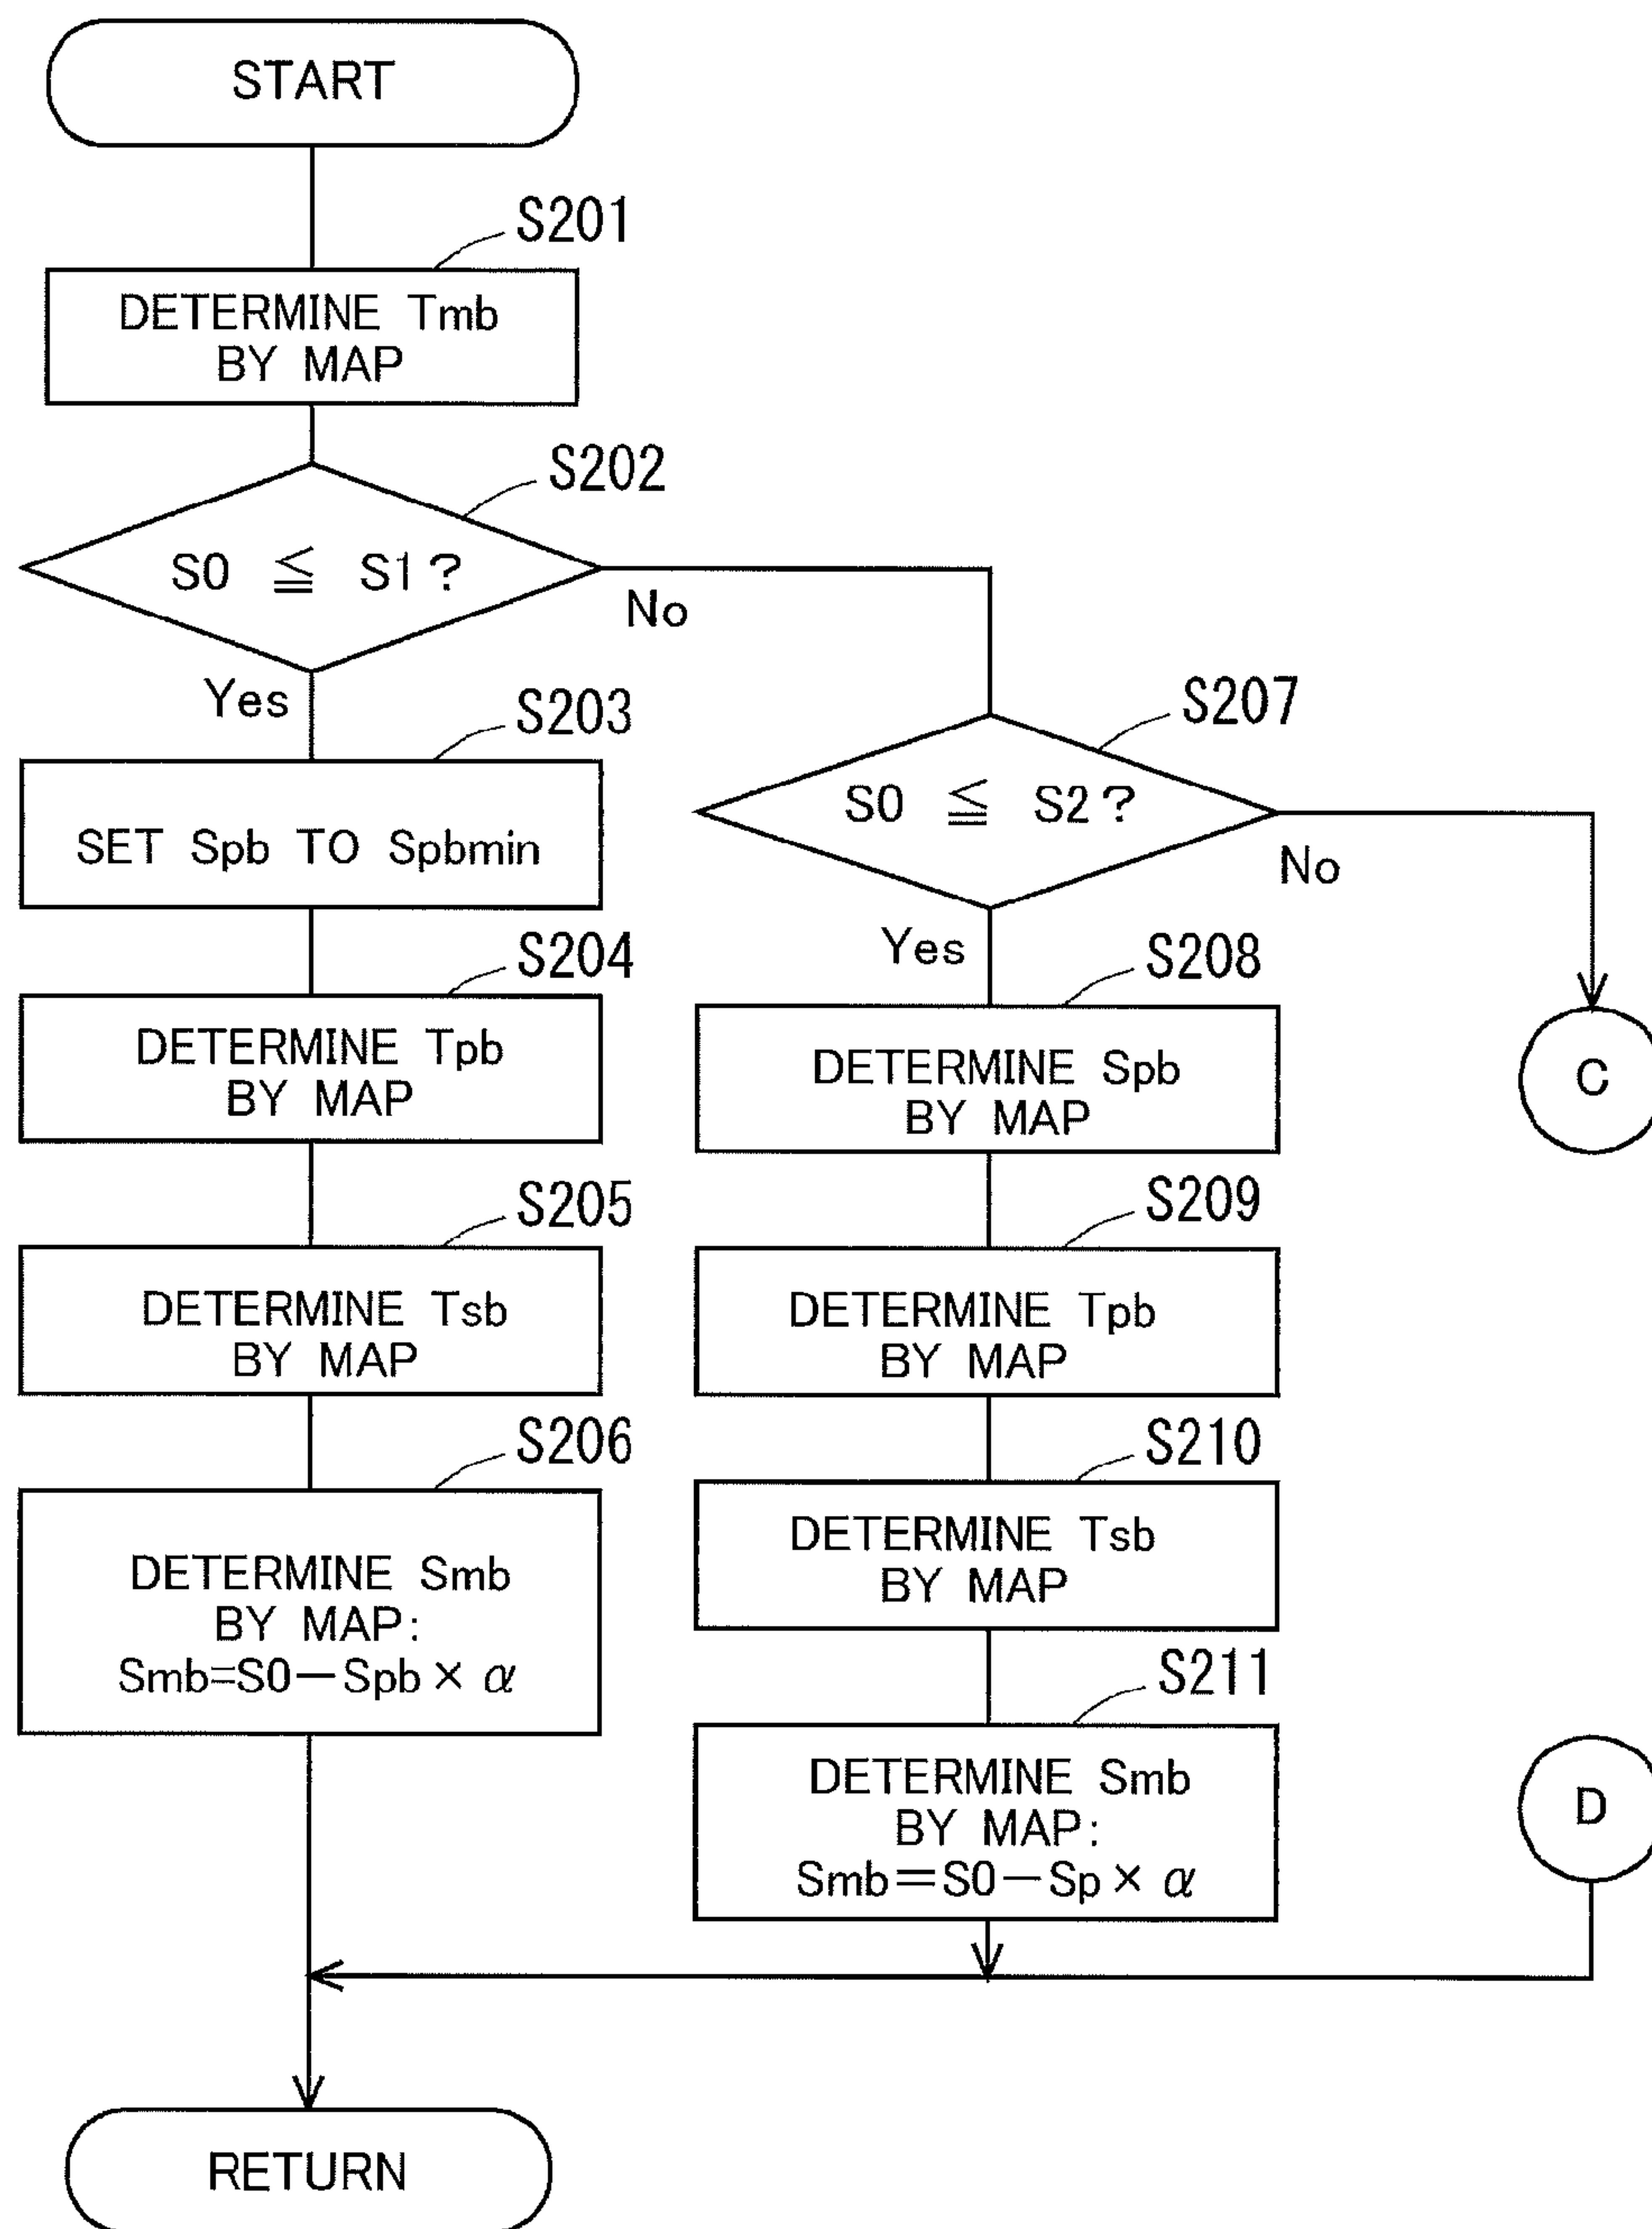 START
S201
DETERMINE Tmb
BY MAP
S202
S0 ≦ S1?
No
Yes
S203
SET Spb TO Spbmin
S204
DETERMINE Tpb
BY MAP
S205
DETERMINE Tsb
BY MAP
S206
DETERMINE Smb
BY MAP:
Smb=S0−Spb × α
S207
S0 ≦ S2?
No
Yes
S208
DETERMINE Spb
BY MAP
S209
DETERMINE Tpb
BY MAP
S210
DETERMINE Tsb
BY MAP
S211
DETERMINE Smb
BY MAP:
Smb=S0−Sp × α
C
D
RETURN